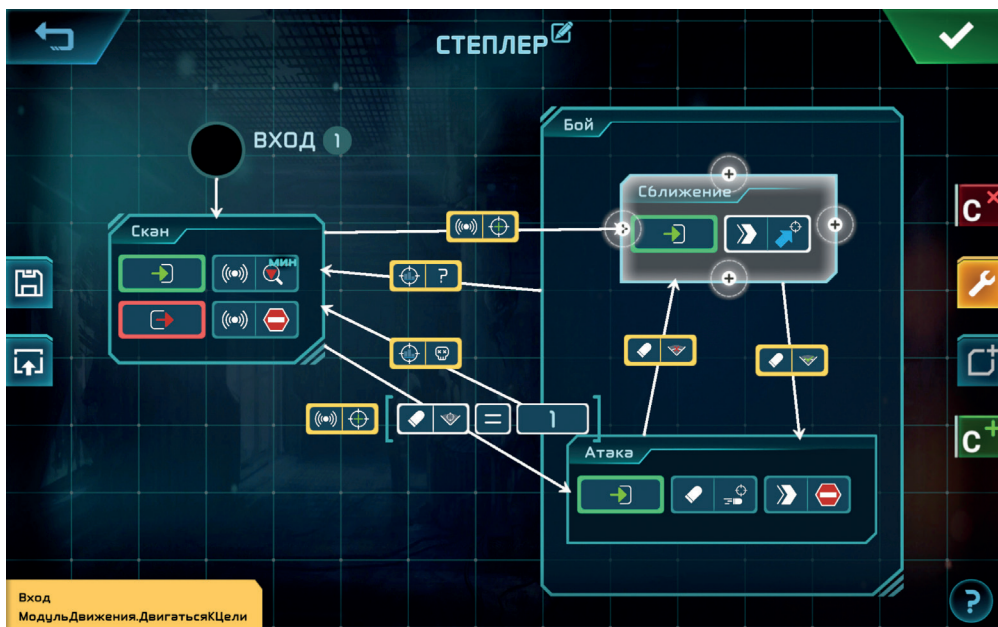 СТЕПЛЕР
ВХОД 1
Бой
Сближение
Скан
МИН
?
=
1
Атака
C×
C+
?
Вход
МодульДвижения.ДвигатьсяКЦели